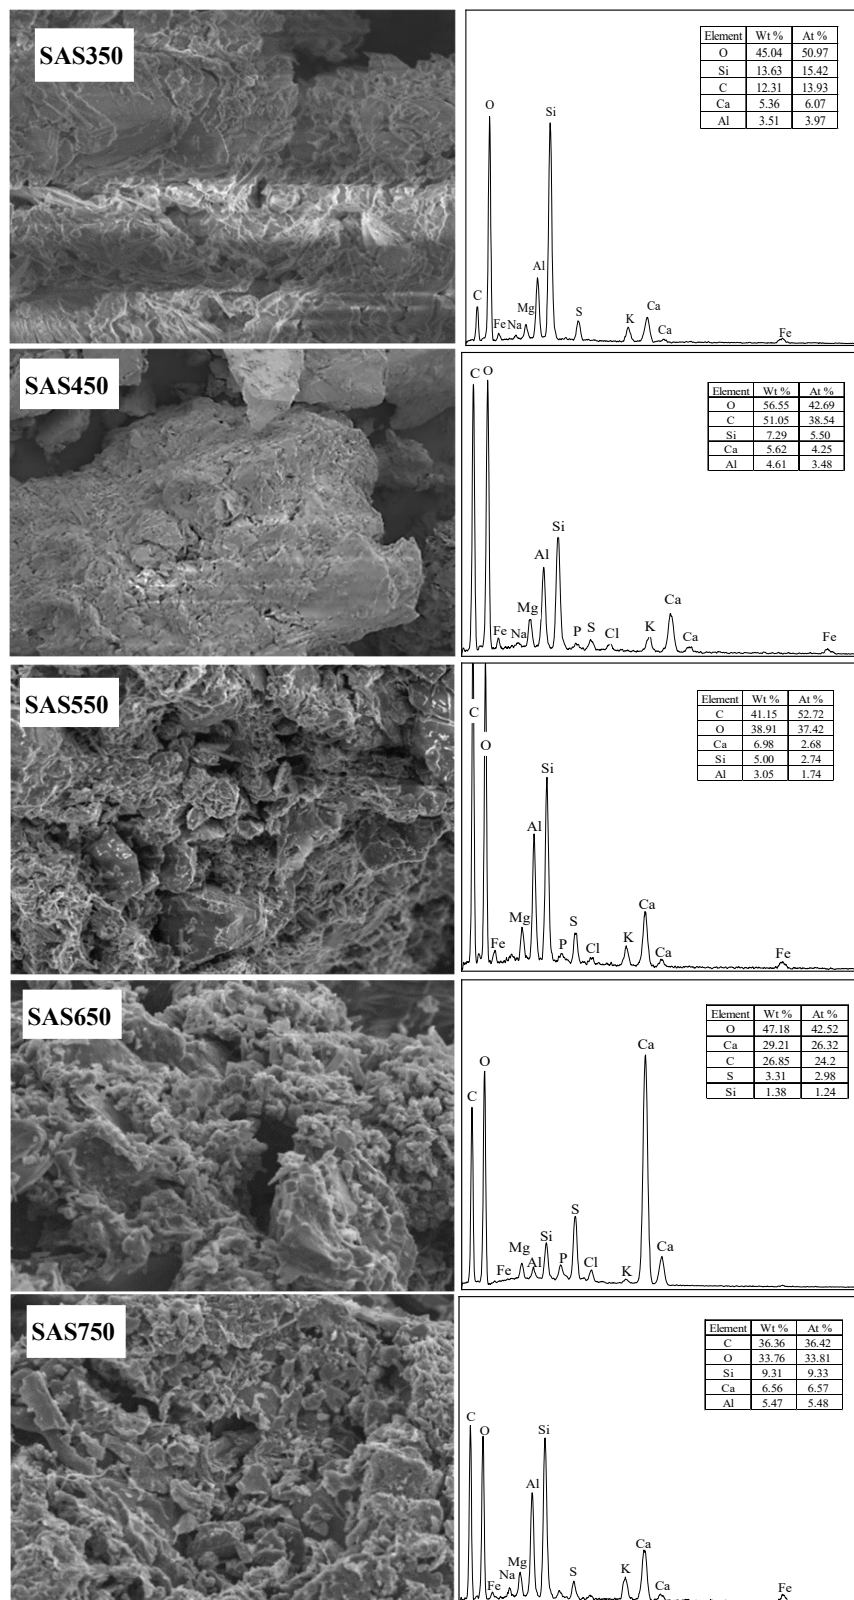 SAS350
Element Wt % At %
O 45.04 50.97
Si 13.63 15.42
C 12.31 13.93
Ca 5.36 6.07
Al 3.51 3.97
O
Si
Al
C
Fe
Na
Mg
S
K
Ca
Ca
Fe
SAS450
Element Wt % At %
O 56.55 42.69
C 51.05 38.54
Si 7.29 5.50
Ca 5.62 4.25
Al 4.61 3.48
C
O
Si
Al
Mg
Fe
Na
P
S
Cl
K
Ca
Ca
Fe
SAS550
Element Wt % At %
C 41.15 52.72
O 38.91 37.42
Ca 6.98 2.68
Si 5.00 2.74
Al 3.05 1.74
C
O
Si
Al
Mg
Fe
P
S
Cl
K
Ca
Ca
Fe
SAS650
Element Wt % At %
O 47.18 42.52
Ca 29.21 26.32
C 26.85 24.2
S 3.31 2.98
Si 1.38 1.24
Ca
O
C
S
Si
Mg
Al
P
Fe
Cl
K
Ca
SAS750
Element Wt % At %
C 36.36 36.42
O 33.76 33.81
Si 9.31 9.33
Ca 6.56 6.57
Al 5.47 5.48
C
O
Si
Al
Mg
Na
Fe
S
K
Ca
Ca
Fe